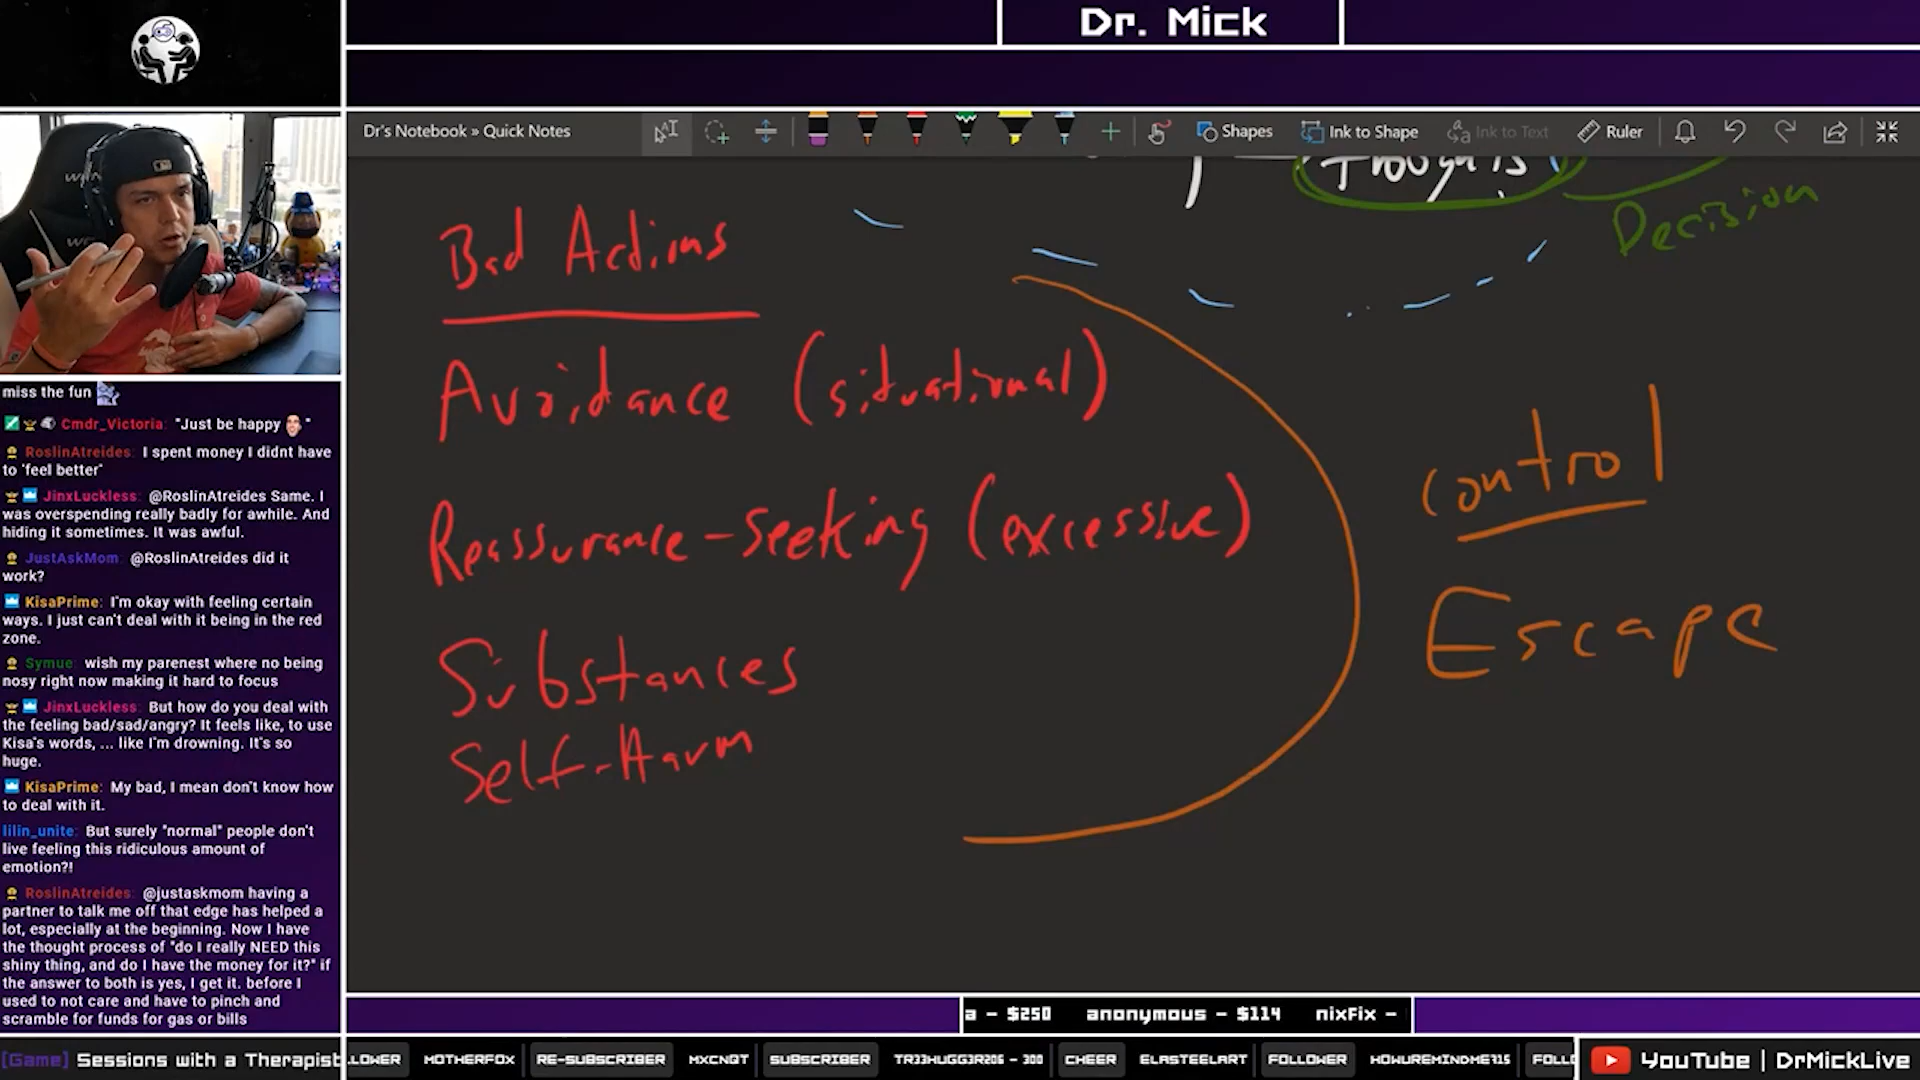 Dr. Mick
Dr's Notebook » Quick Notes
Shapes
Ink to Shape
Ink to Text
Ruler
thoughts
Decision
Bad Actions
Avoidance (situational)
Reassurance-seeking (excessive)
Substances
Self-Harm
control
Escape
miss the fun
Cmdr_Victoria: "Just be happy "
RoslinAtreides: I spent money I didnt have
to 'feel better'
JinxLuckless: @RoslinAtreides Same. I
was overspending really badly for awhile. And
hiding it sometimes. It was awful.
JustAskMom: @RoslinAtreides did it
work?
KisaPrime: I'm okay with feeling certain
ways. I just can't deal with it being in the red
zone.
Symue: wish my parenest where no being
nosy right now making it hard to focus
JinxLuckless: But how do you deal with
the feeling bad/sad/angry? It feels like, to use
Kisa's words, ... like I'm drowning. It's so
huge.
KisaPrime: My bad, I mean don't know how
to deal with it.
lilin_unite: But surely "normal" people don't
live feeling this ridiculous amount of
emotion?!
RoslinAtreides: @justaskmom having a
partner to talk me off that edge has helped a
lot, especially at the beginning. Now I have
the thought process of "do I really NEED this
shiny thing, and do I have the money for it?" if
the answer to both is yes, I get it. before I
used to not care and have to pinch and
scramble for funds for gas or bills
a - $250 anonymous - $114 nixFix -
[Game] Sessions with a Therapist
LLOWER MOTHERFOX RE-SUBSCRIBER MXCNQT SUBSCRIBER TR33HUGG3R206 - 300 CHEER ELASTEELART FOLLOWER HOWUREMINDME715 FOLL
YouTube | DrMickLive